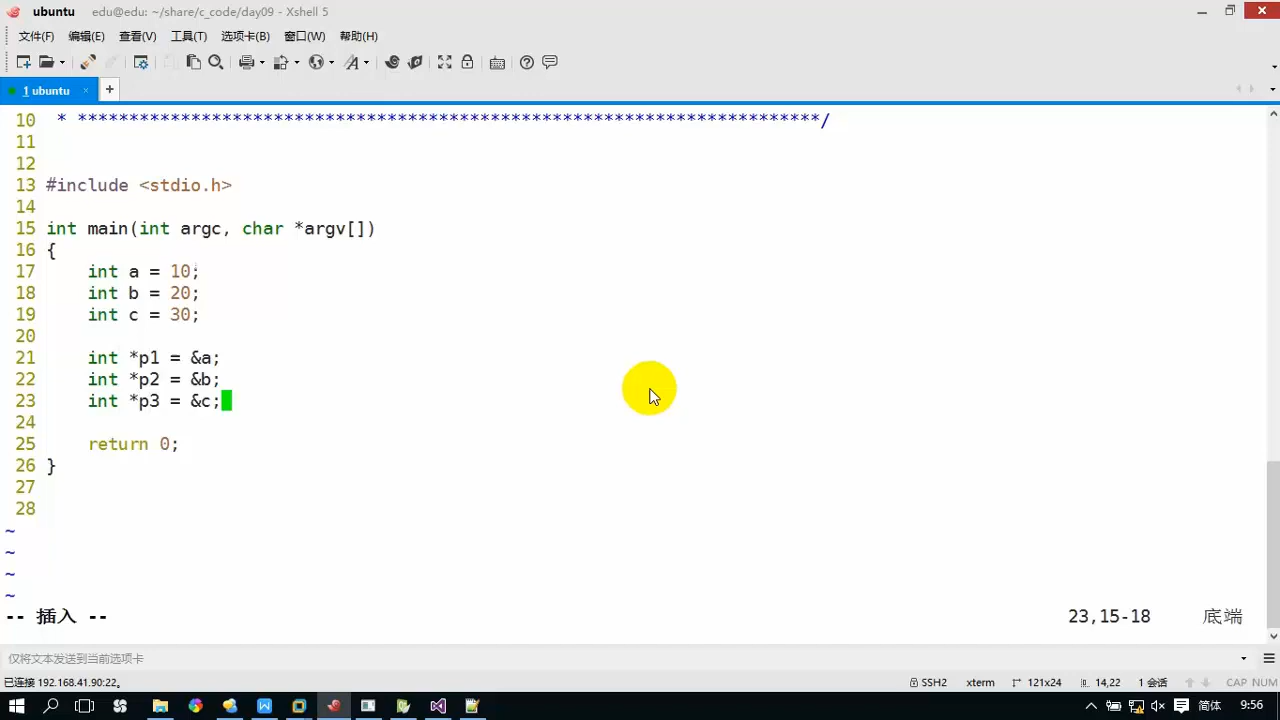 ubuntu edu@edu: ~/share/c_code/day09 - Xshell 5
文件(F) 编辑(E) 查看(V) 工具(T) 选项卡(B) 窗口(W) 帮助(H)
1 ubuntu × +
10 * ************************************************************************/
11
12
13 #include <stdio.h>
14
15 int main(int argc, char *argv[])
16 {
17 int a = 10;
18 int b = 20;
19 int c = 30;
20
21 int *p1 = &a;
22 int *p2 = &b;
23 int *p3 = &c;
24
25 return 0;
26 }
27
28
~
~
~
~
-- 插入 -- 23,15-18 底端
仅将文本发送到当前选项卡
已连接 192.168.41.90:22。 SSH2 xterm 121x24 14,22 1 会话 CAP NUM
简体 9:56